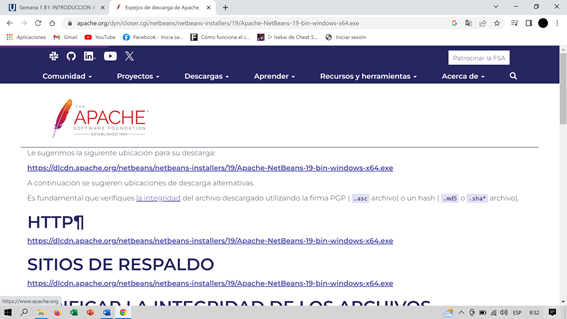 Semana 1 B1: INTRODUCCION A
Espejos de descarga de Apache
apache.org/dyn/closer.cgi/netbeans/netbeans-installers/19/Apache-NetBeans-19-bin-windows-x64.exe
Aplicaciones
Gmail
YouTube
Facebook - Inicia se...
Cómo funciona el c...
▷ Isekai de Cheat S...
Iniciar sesión
Patrocinar la FSA
Comunidad
Proyectos
Descargas
Aprender
Recursos y herramientas
Acerca de
THE
APACHE
SOFTWARE FOUNDATION
ESTABLISHED 1999
Le sugerimos la siguiente ubicación para su descarga:
https://dlcdn.apache.org/netbeans/netbeans-installers/19/Apache-NetBeans-19-bin-windows-x64.exe
A continuación se sugieren ubicaciones de descarga alternativas.
Es fundamental que verifiques la integridad del archivo descargado utilizando la firma PGP ( .asc archivo) o un hash ( .md5 o .sha* archivo).
HTTP¶
https://dlcdn.apache.org/netbeans/netbeans-installers/19/Apache-NetBeans-19-bin-windows-x64.exe
SITIOS DE RESPALDO
https://dlcdn.apache.org/netbeans/netbeans-installers/19/Apache-NetBeans-19-bin-windows-x64.exe
LA INTEGRIDAD DE LOS ARCHIVOS
https://www.apache.org
ESP
9:32